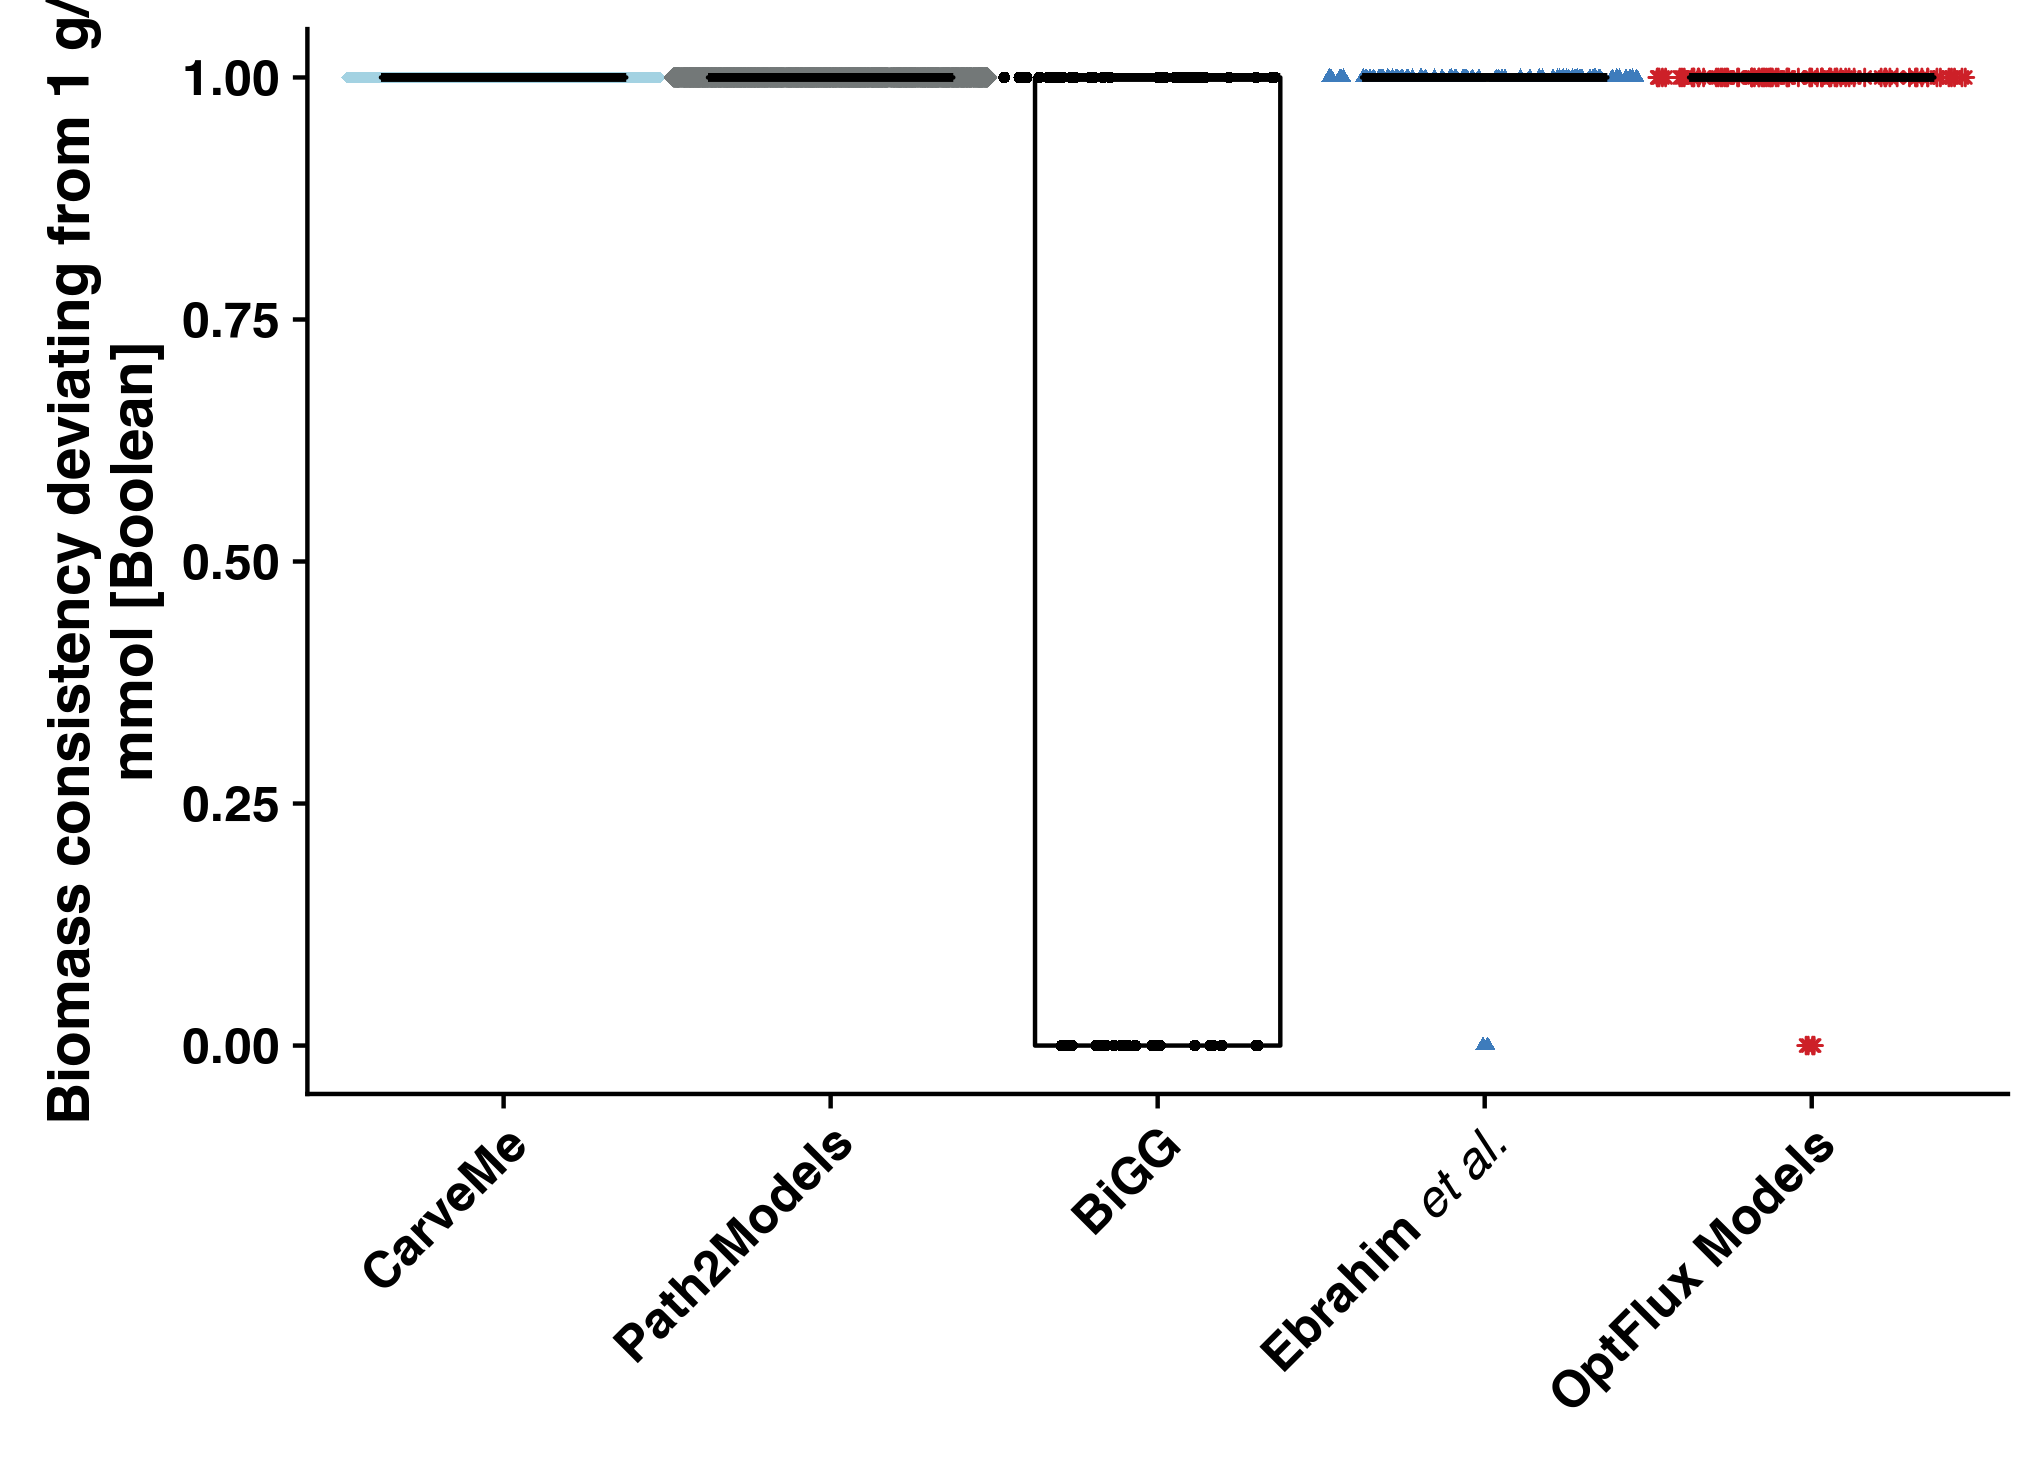 Biomass consistency deviating from 1 g/
mmol [Boolean]
1.00
0.75
0.50
0.25
0.00
CarveMe
Path2Models
BiGG
Ebrahim et al.
OptFlux Models